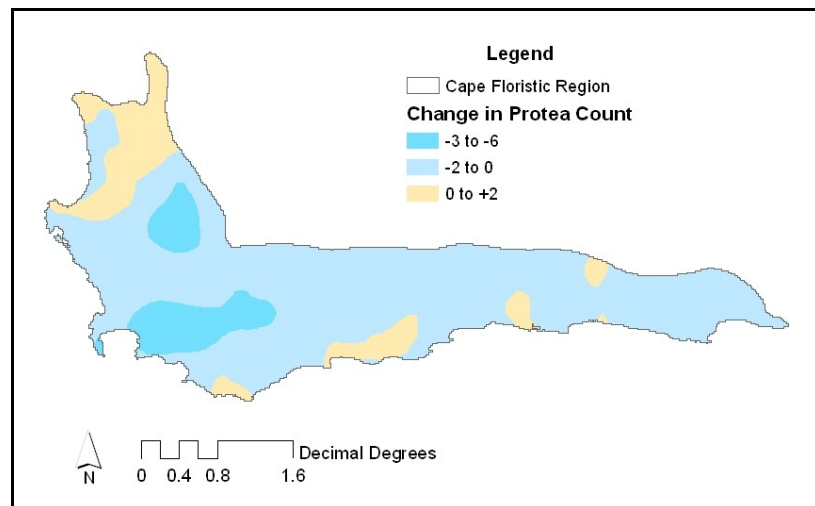 Legend
Cape Floristic Region
Change in Protea Count
-3 to -6
-2 to 0
0 to +2
Decimal Degrees
N
0 0.4 0.8 1.6